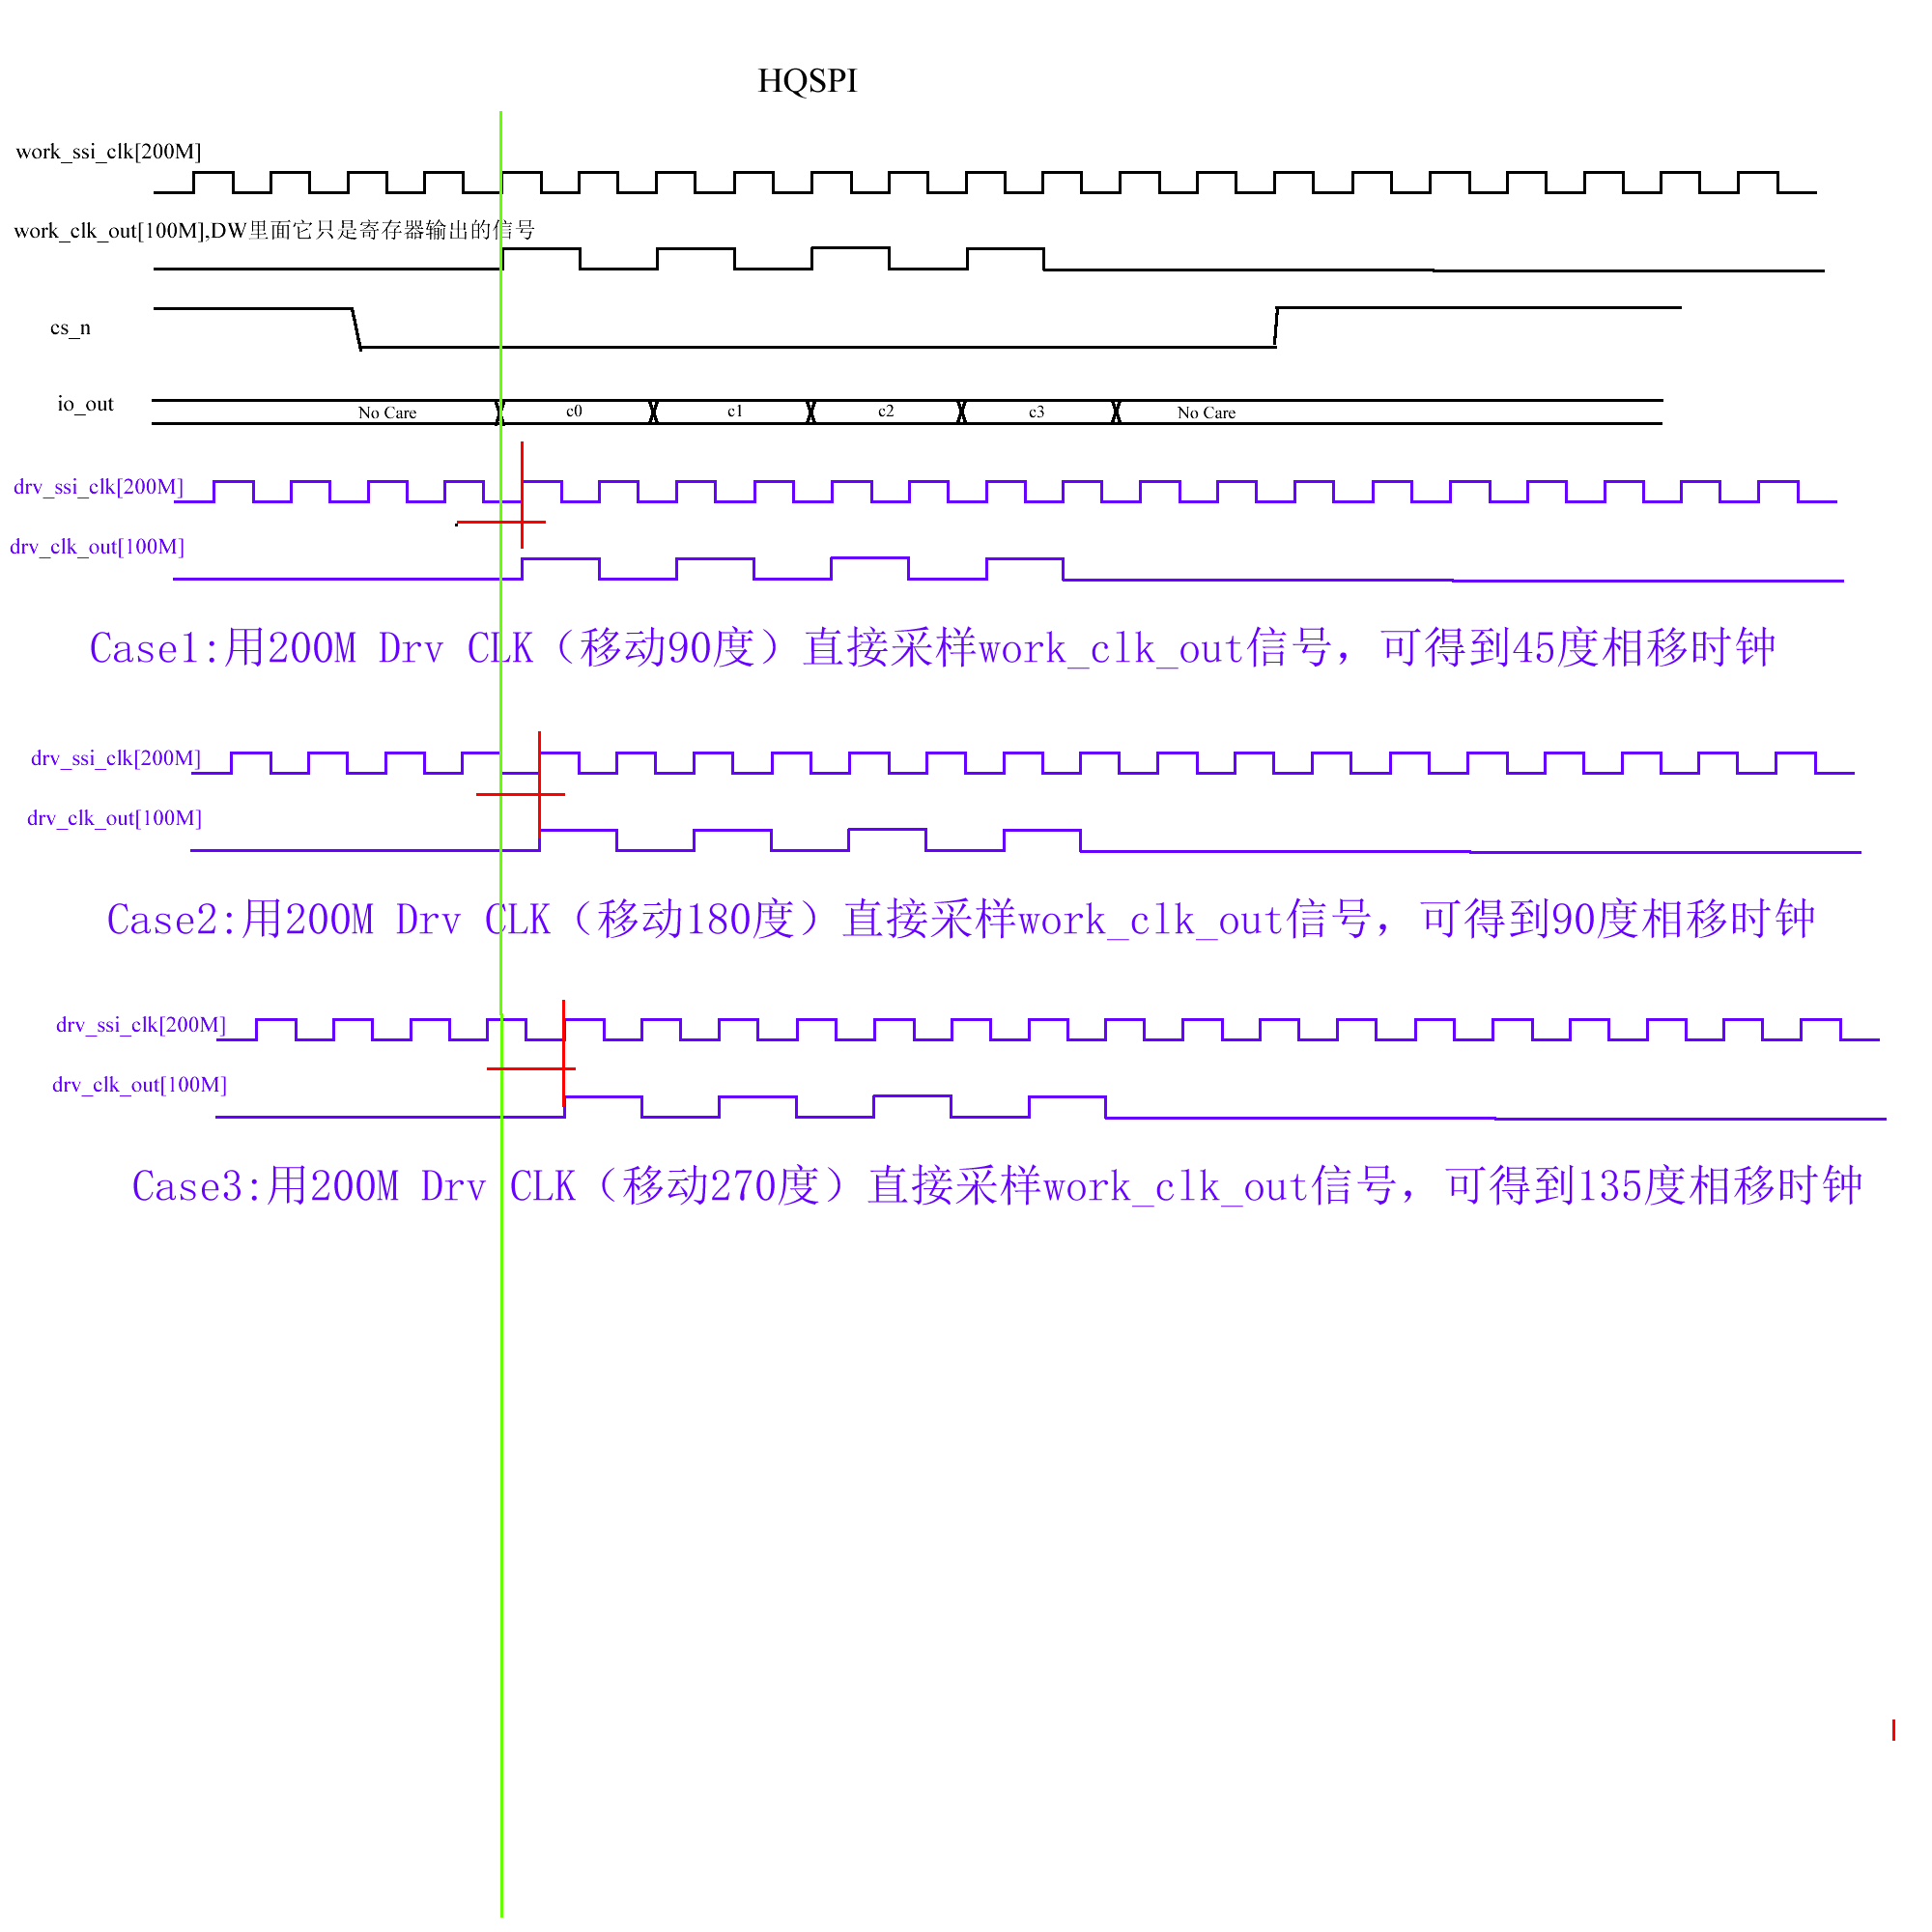 HQSPI
work_ssi_clk[200M]
work_clk_out[100M],DW里面它只是寄存器输出的信号
cs_n
io_out
No Care
c0
c1
c2
c3
No Care
drv_ssi_clk[200M]
drv_clk_out[100M]
Case1:用200M Drv CLK（移动90度）直接采样work_clk_out信号，可得到45度相移时钟
drv_ssi_clk[200M]
drv_clk_out[100M]
Case2:用200M Drv CLK（移动180度）直接采样work_clk_out信号，可得到90度相移时钟
drv_ssi_clk[200M]
drv_clk_out[100M]
Case3:用200M Drv CLK（移动270度）直接采样work_clk_out信号，可得到135度相移时钟